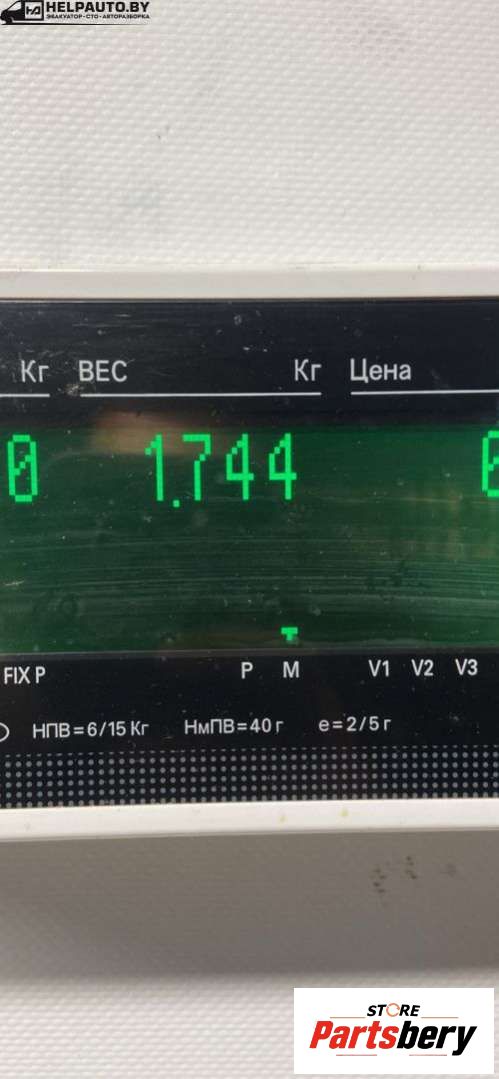 HELPAUTO.BY
ЭВАКУАТОР-СТО-АВТОРАЗБОРКА
Кг ВЕС Кг Цена
0 1.744
FIX P P M V1 V2 V3
НПВ=6/15 Кг НмПВ=40 г e=2/5 г
STORE
Partsbery